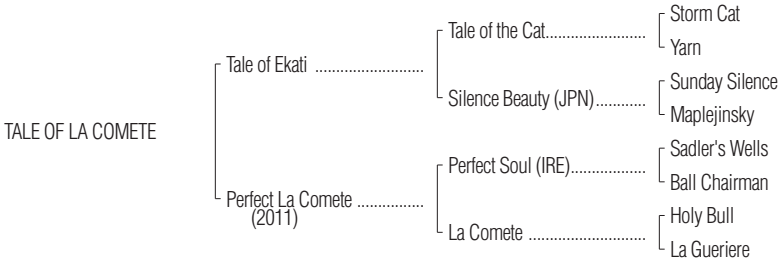 Storm Cat
Tale of the Cat........................
Yarn
Tale of Ekati ..........................
Sunday Silence
Silence Beauty (JPN)............
Maplejinsky
TALE OF LA COMETE
Sadler's Wells
Perfect Soul (IRE)..................
Ball Chairman
Perfect La Comete ................
(2011)
Holy Bull
La Comete ............................
La Gueriere